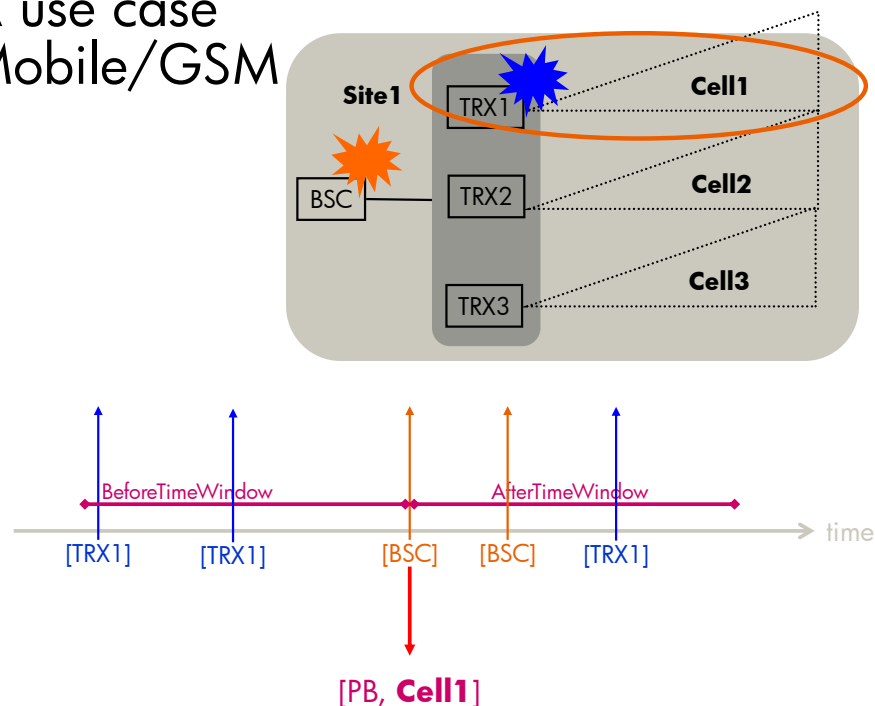 use case
Mobile/GSM
Site1
TRX1
Cell1
BSC
TRX2
Cell2
TRX3
Cell3
BeforeTimeWindow
AfterTimeWindow
time
[TRX1]
[TRX1]
[BSC]
[BSC]
[TRX1]
[PB, Cell1]